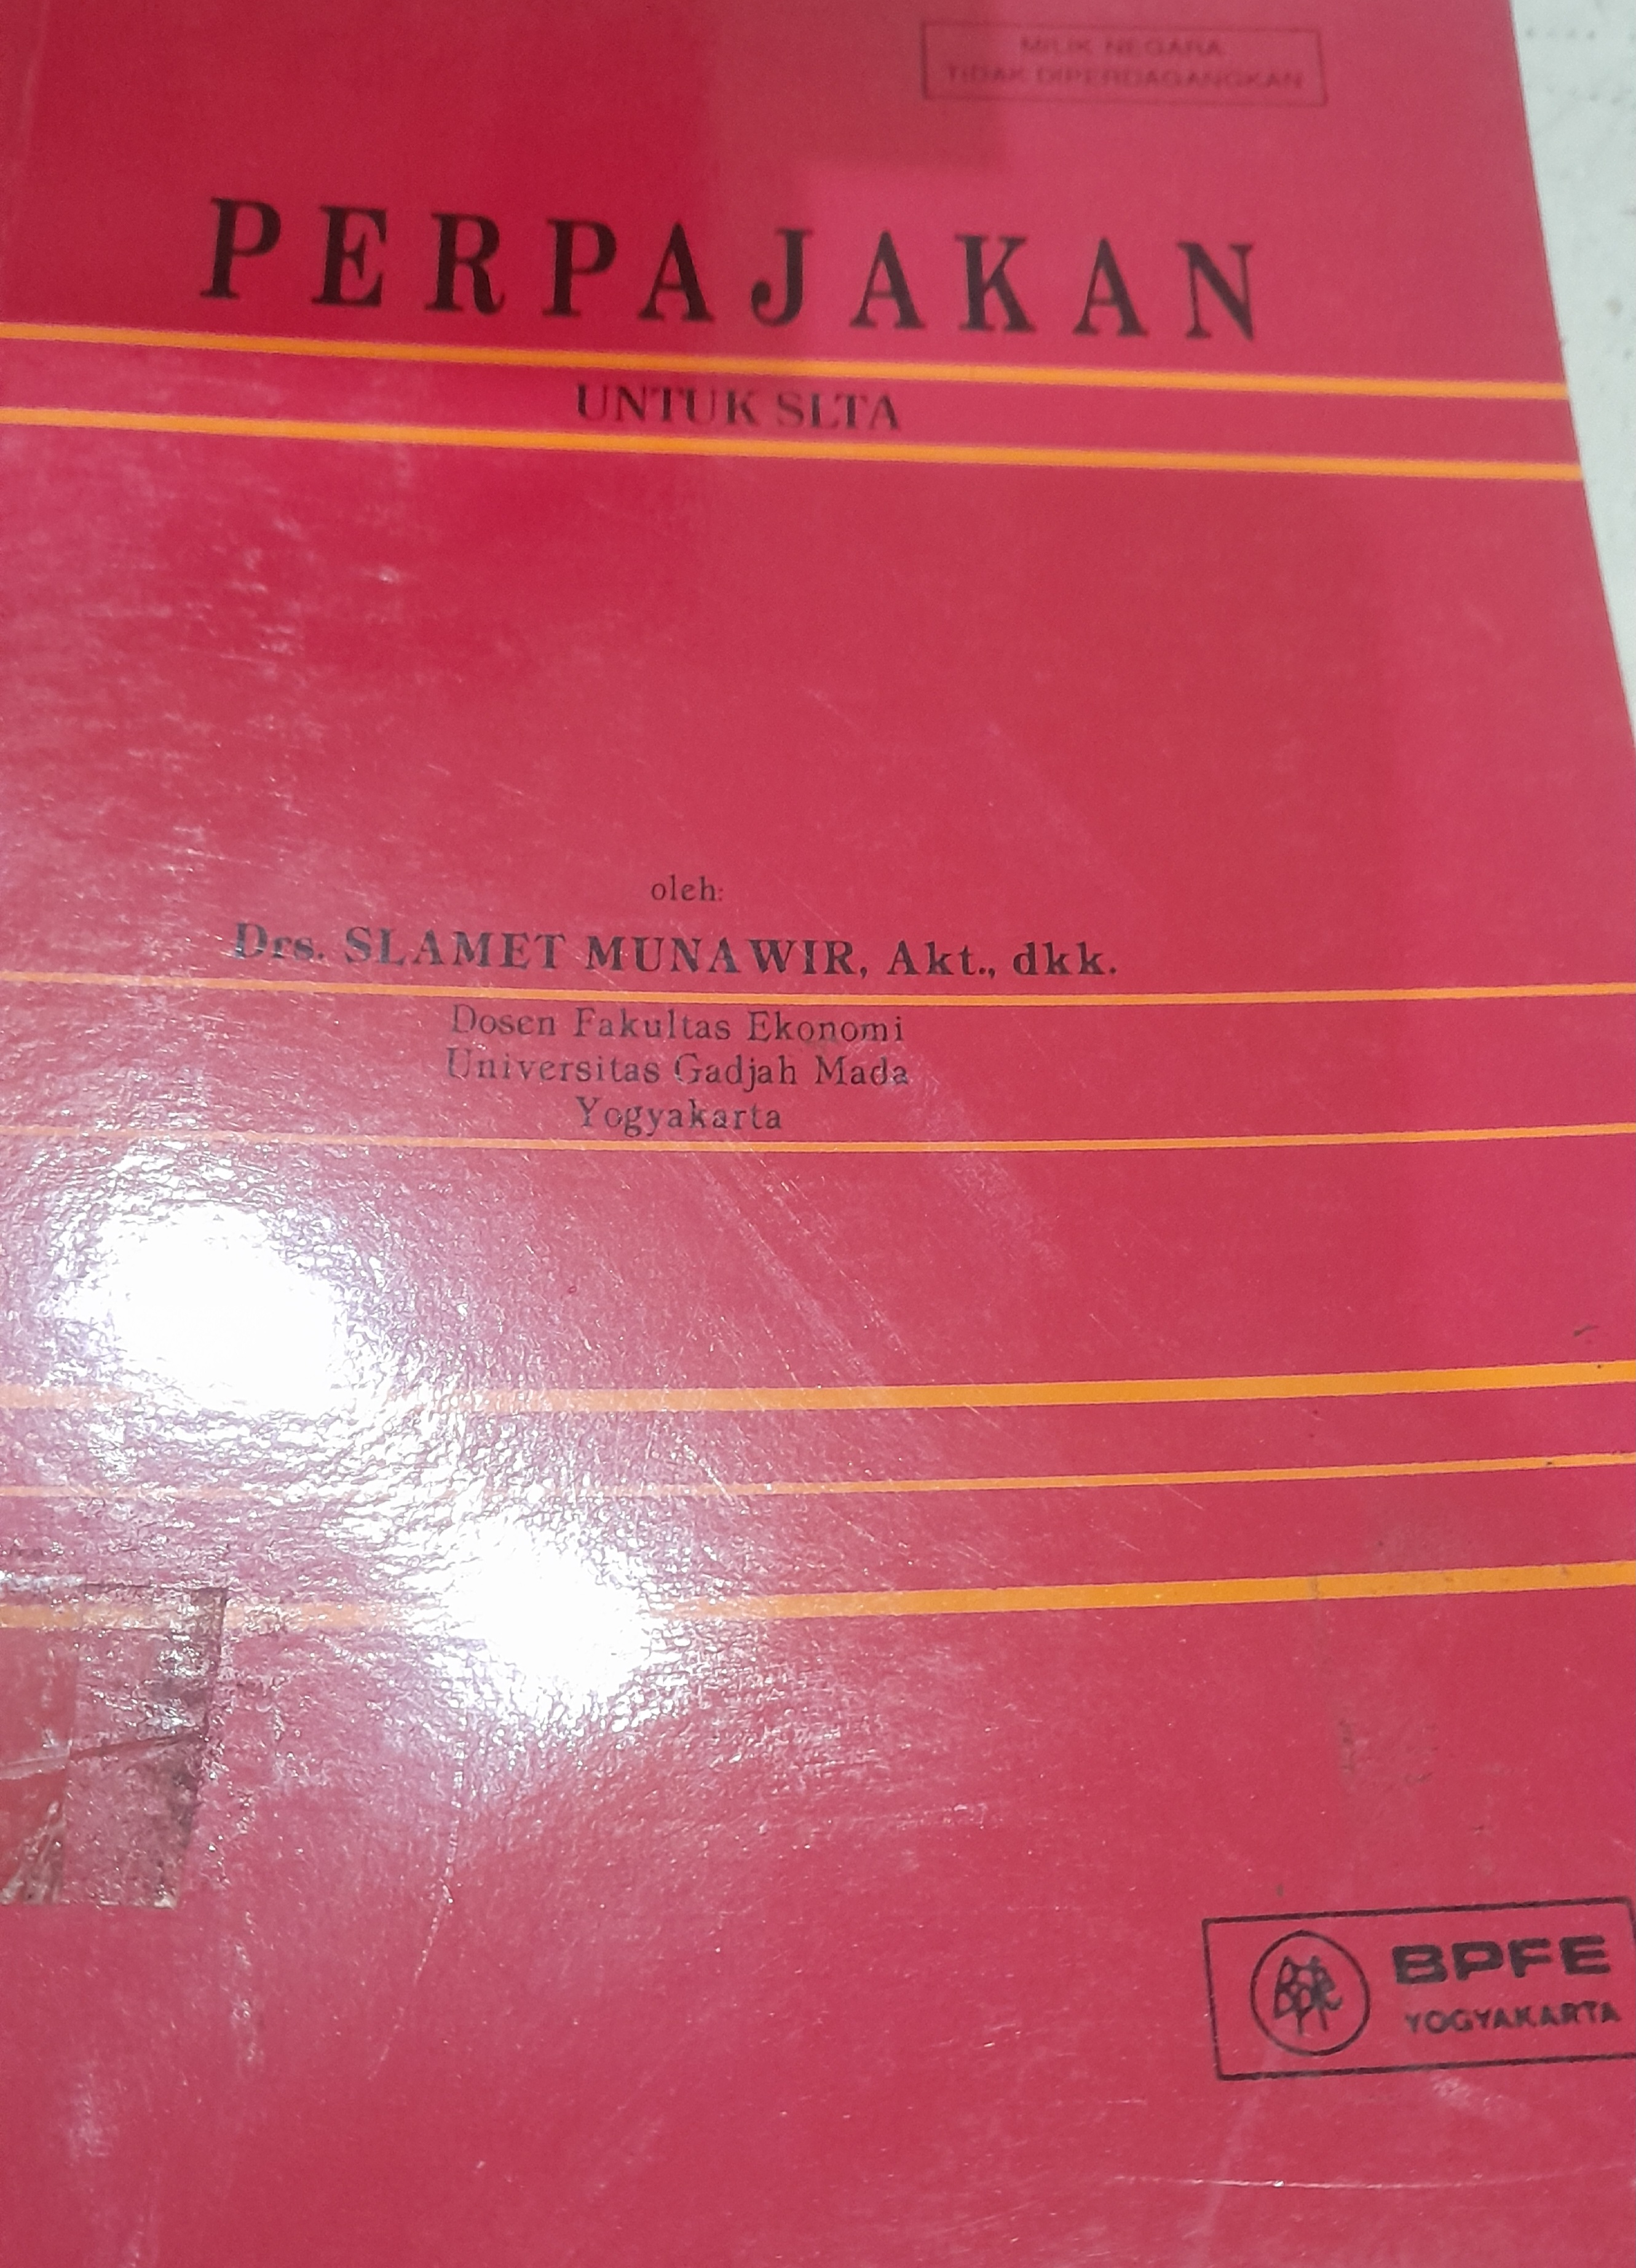 MILIK NEGARA
TIDAK DIPERDAGANGKAN
PERPAJAKAN
UNTUK SLTA
oleh:
Drs. SLAMET MUNAWIR, Akt., dkk.
Dosen Fakultas Ekonomi
Universitas Gadjah Mada
Yogyakarta
BPFE
YOGYAKARTA